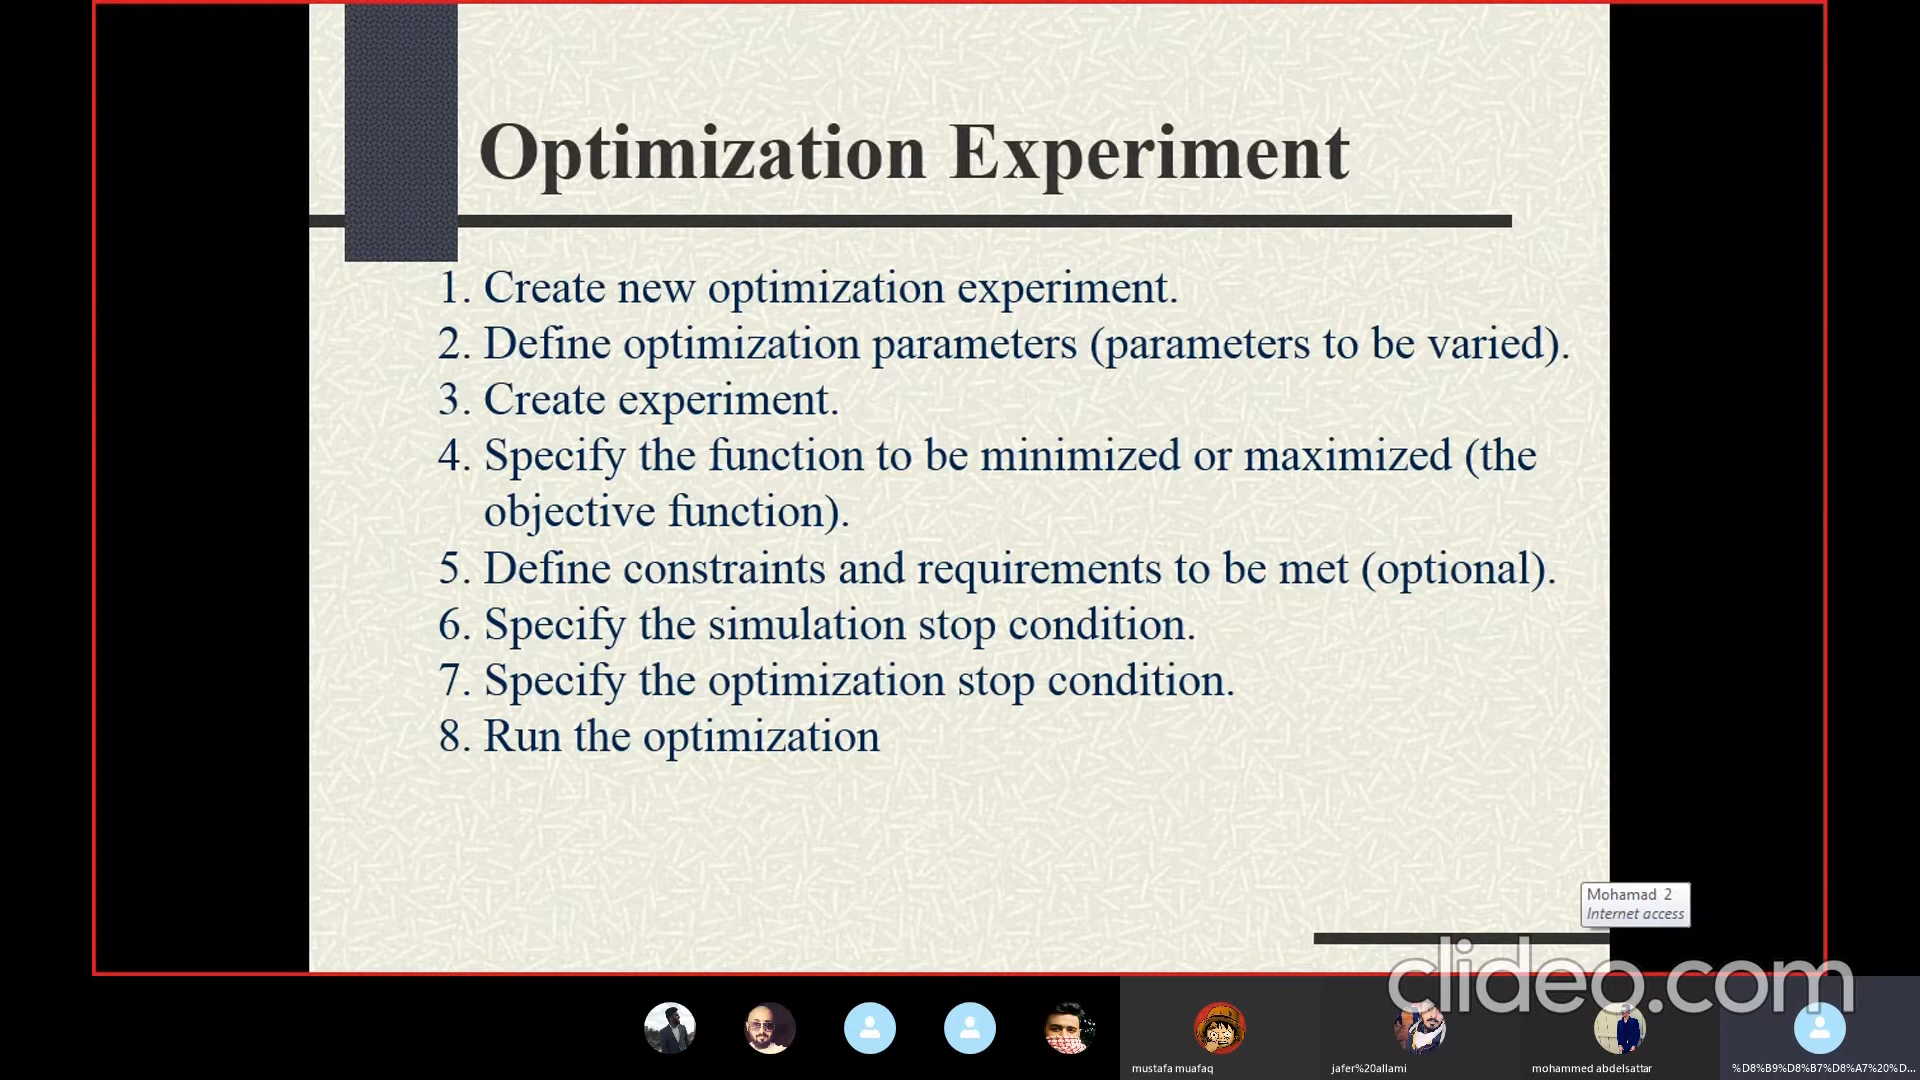 Optimization Experiment
1. Create new optimization experiment.
2. Define optimization parameters (parameters to be varied).
3. Create experiment.
4. Specify the function to be minimized or maximized (the
objective function).
5. Define constraints and requirements to be met (optional).
6. Specify the simulation stop condition.
7. Specify the optimization stop condition.
8. Run the optimization
Mohamad 2
Internet access
clideo.com
mustafa muafaq
jafer%20allami
mohammed abdelsattar
%D8%B9%D8%B7%D8%A7%20%D...